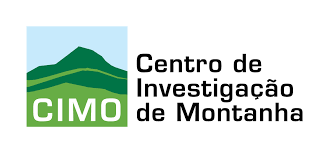 CIMO
Centro de
Investigação
de Montanha